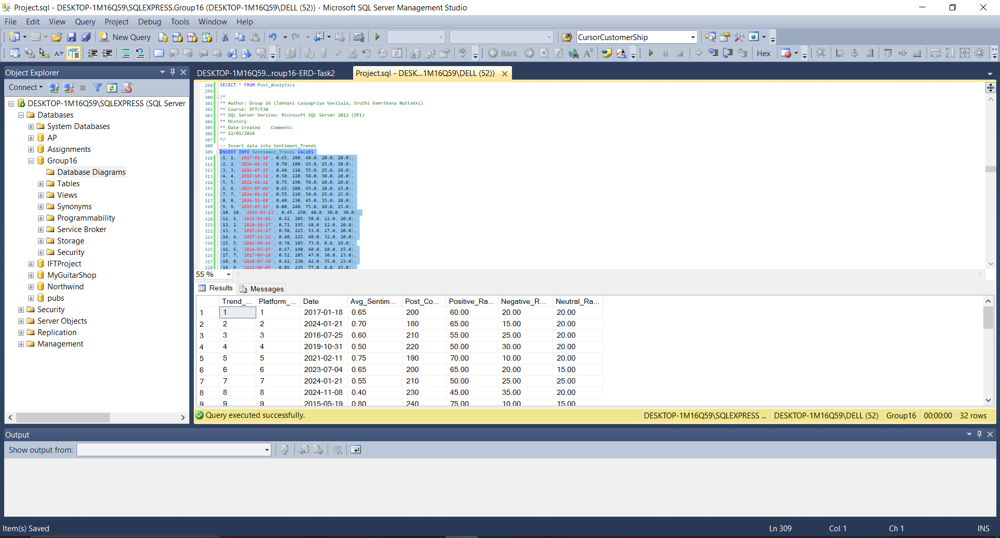 Project.sql - DESKTOP-1M16Q59\SQLEXPRESS.Group16 (DESKTOP-1M16Q59\DELL (52)) - Microsoft SQL Server Management Studio
File Edit View Query Project Debug Tools Window Help
New Query CursorCustomerShip
Back Hex
Object Explorer
Connect
DESKTOP-1M16Q59\SQLEXPRESS (SQL Server
Databases
System Databases
AP
Assignments
Group16
Database Diagrams
Tables
Views
Synonyms
Programmability
Service Broker
Storage
Security
IFTProject
MyGuitarShop
Northwind
pubs
Security
Server Objects
Replication
Management
DESKTOP-1M16Q59...roup16-ERD-Task2 Project.sql - DESK...1M16Q59\DELL (52))
298 SELECT * FROM Post_Analytics
299
300 /*
301 ** Author: Group 16 (Jahnavi Lasyapriya Vavilala, Sruthi Keerthana Nuttakki)
302 ** Course: IFT/530
303 ** SQL Server Version: Microsoft SQL Server 2012 (SP1)
304 ** History
305 ** Date Created Comments
306 ** 12/01/2024
307 */
308 -- Insert data into Sentiment_Trends
309 INSERT INTO Sentiment_Trends VALUES
310 (1, 1, '2017-01-18', 0.65, 200, 60.0, 20.0, 20.0),
311 (2, 2, '2024-01-21', 0.70, 180, 65.0, 15.0, 20.0),
312 (3, 3, '2016-07-25', 0.60, 210, 55.0, 25.0, 20.0),
313 (4, 4, '2019-10-31', 0.50, 220, 50.0, 30.0, 20.0),
314 (5, 5, '2021-02-11', 0.75, 190, 70.0, 10.0, 20.0),
315 (6, 6, '2023-07-04', 0.65, 200, 65.0, 20.0, 15.0),
316 (7, 7, '2024-01-21', 0.55, 210, 50.0, 25.0, 25.0),
317 (8, 8, '2024-11-08', 0.40, 230, 45.0, 35.0, 20.0),
318 (9, 9, '2015-05-19', 0.80, 240, 75.0, 10.0, 15.0),
319 (10, 10, '2019-03-23', 0.45, 250, 40.0, 30.0, 30.0),
320 (11, 1, '2021-01-01', 0.62, 205, 58.0, 22.0, 20.0),
321 (12, 2, '2020-10-17', 0.72, 195, 68.0, 12.0, 20.0),
322 (13, 3, '2015-02-27', 0.58, 215, 53.0, 27.0, 20.0),
323 (14, 4, '2017-11-22', 0.48, 225, 48.0, 32.0, 20.0),
324 (15, 5, '2016-09-14', 0.78, 185, 73.0, 8.0, 19.0),
325 (16, 6, '2024-03-15', 0.67, 190, 60.0, 18.0, 15.0),
326 (17, 7, '2017-09-20', 0.52, 205, 47.0, 30.0, 23.0),
327 (18, 8, '2020-07-30', 0.42, 230, 42.0, 35.0, 23.0),
328 (19, 9, '2022-06-05', 0.85, 235, 77.0, 8.0, 15.0),
55 %
Results Messages
Trend_... Platform_... Date Avg_Sentim... Post_Co... Positive_Ra... Negative_R... Neutral_Ra...
1 1 1 2017-01-18 0.65 200 60.00 20.00 20.00
2 2 2 2024-01-21 0.70 180 65.00 15.00 20.00
3 3 3 2016-07-25 0.60 210 55.00 25.00 20.00
4 4 4 2019-10-31 0.50 220 50.00 30.00 20.00
5 5 5 2021-02-11 0.75 190 70.00 10.00 20.00
6 6 6 2023-07-04 0.65 200 65.00 20.00 15.00
7 7 7 2024-01-21 0.55 210 50.00 25.00 25.00
8 8 8 2024-11-08 0.40 230 45.00 35.00 20.00
9 9 9 2015-05-19 0.80 240 75.00 10.00 15.00
Query executed successfully. DESKTOP-1M16Q59\SQLEXPRESS ... DESKTOP-1M16Q59\DELL (52) Group16 00:00:00 32 rows
Output
Show output from:
Item(s) Saved Ln 309 Col 1 Ch 1 INS